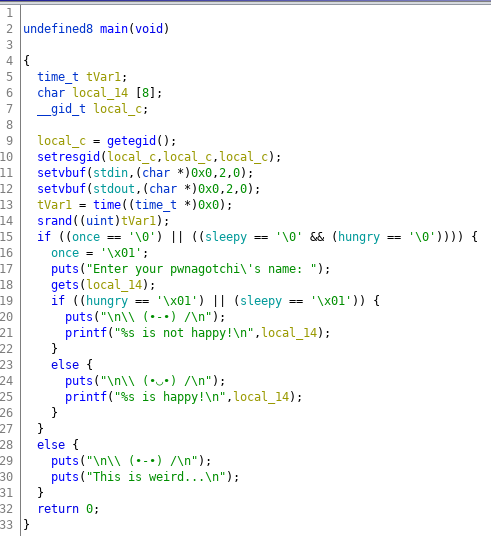 1
2 undefined8 main(void)
3
4 {
5 time_t tVar1;
6 char local_14 [8];
7 __gid_t local_c;
8
9 local_c = getegid();
10 setresgid(local_c,local_c,local_c);
11 setvbuf(stdin,(char *)0x0,2,0);
12 setvbuf(stdout,(char *)0x0,2,0);
13 tVar1 = time((time_t *)0x0);
14 srand((uint)tVar1);
15 if ((once == '\0') || ((sleepy == '\0' && (hungry == '\0')))) {
16 once = '\x01';
17 puts("Enter your pwnagotchi\'s name: ");
18 gets(local_14);
19 if ((hungry == '\x01') || (sleepy == '\x01')) {
20 puts("\n\\ (•-•) /\n");
21 printf("%s is not happy!\n",local_14);
22 }
23 else {
24 puts("\n\\ (•◡•) /\n");
25 printf("%s is happy!\n",local_14);
26 }
27 }
28 else {
29 puts("\n\\ (•-•) /\n");
30 puts("This is weird...\n");
31 }
32 return 0;
33 }